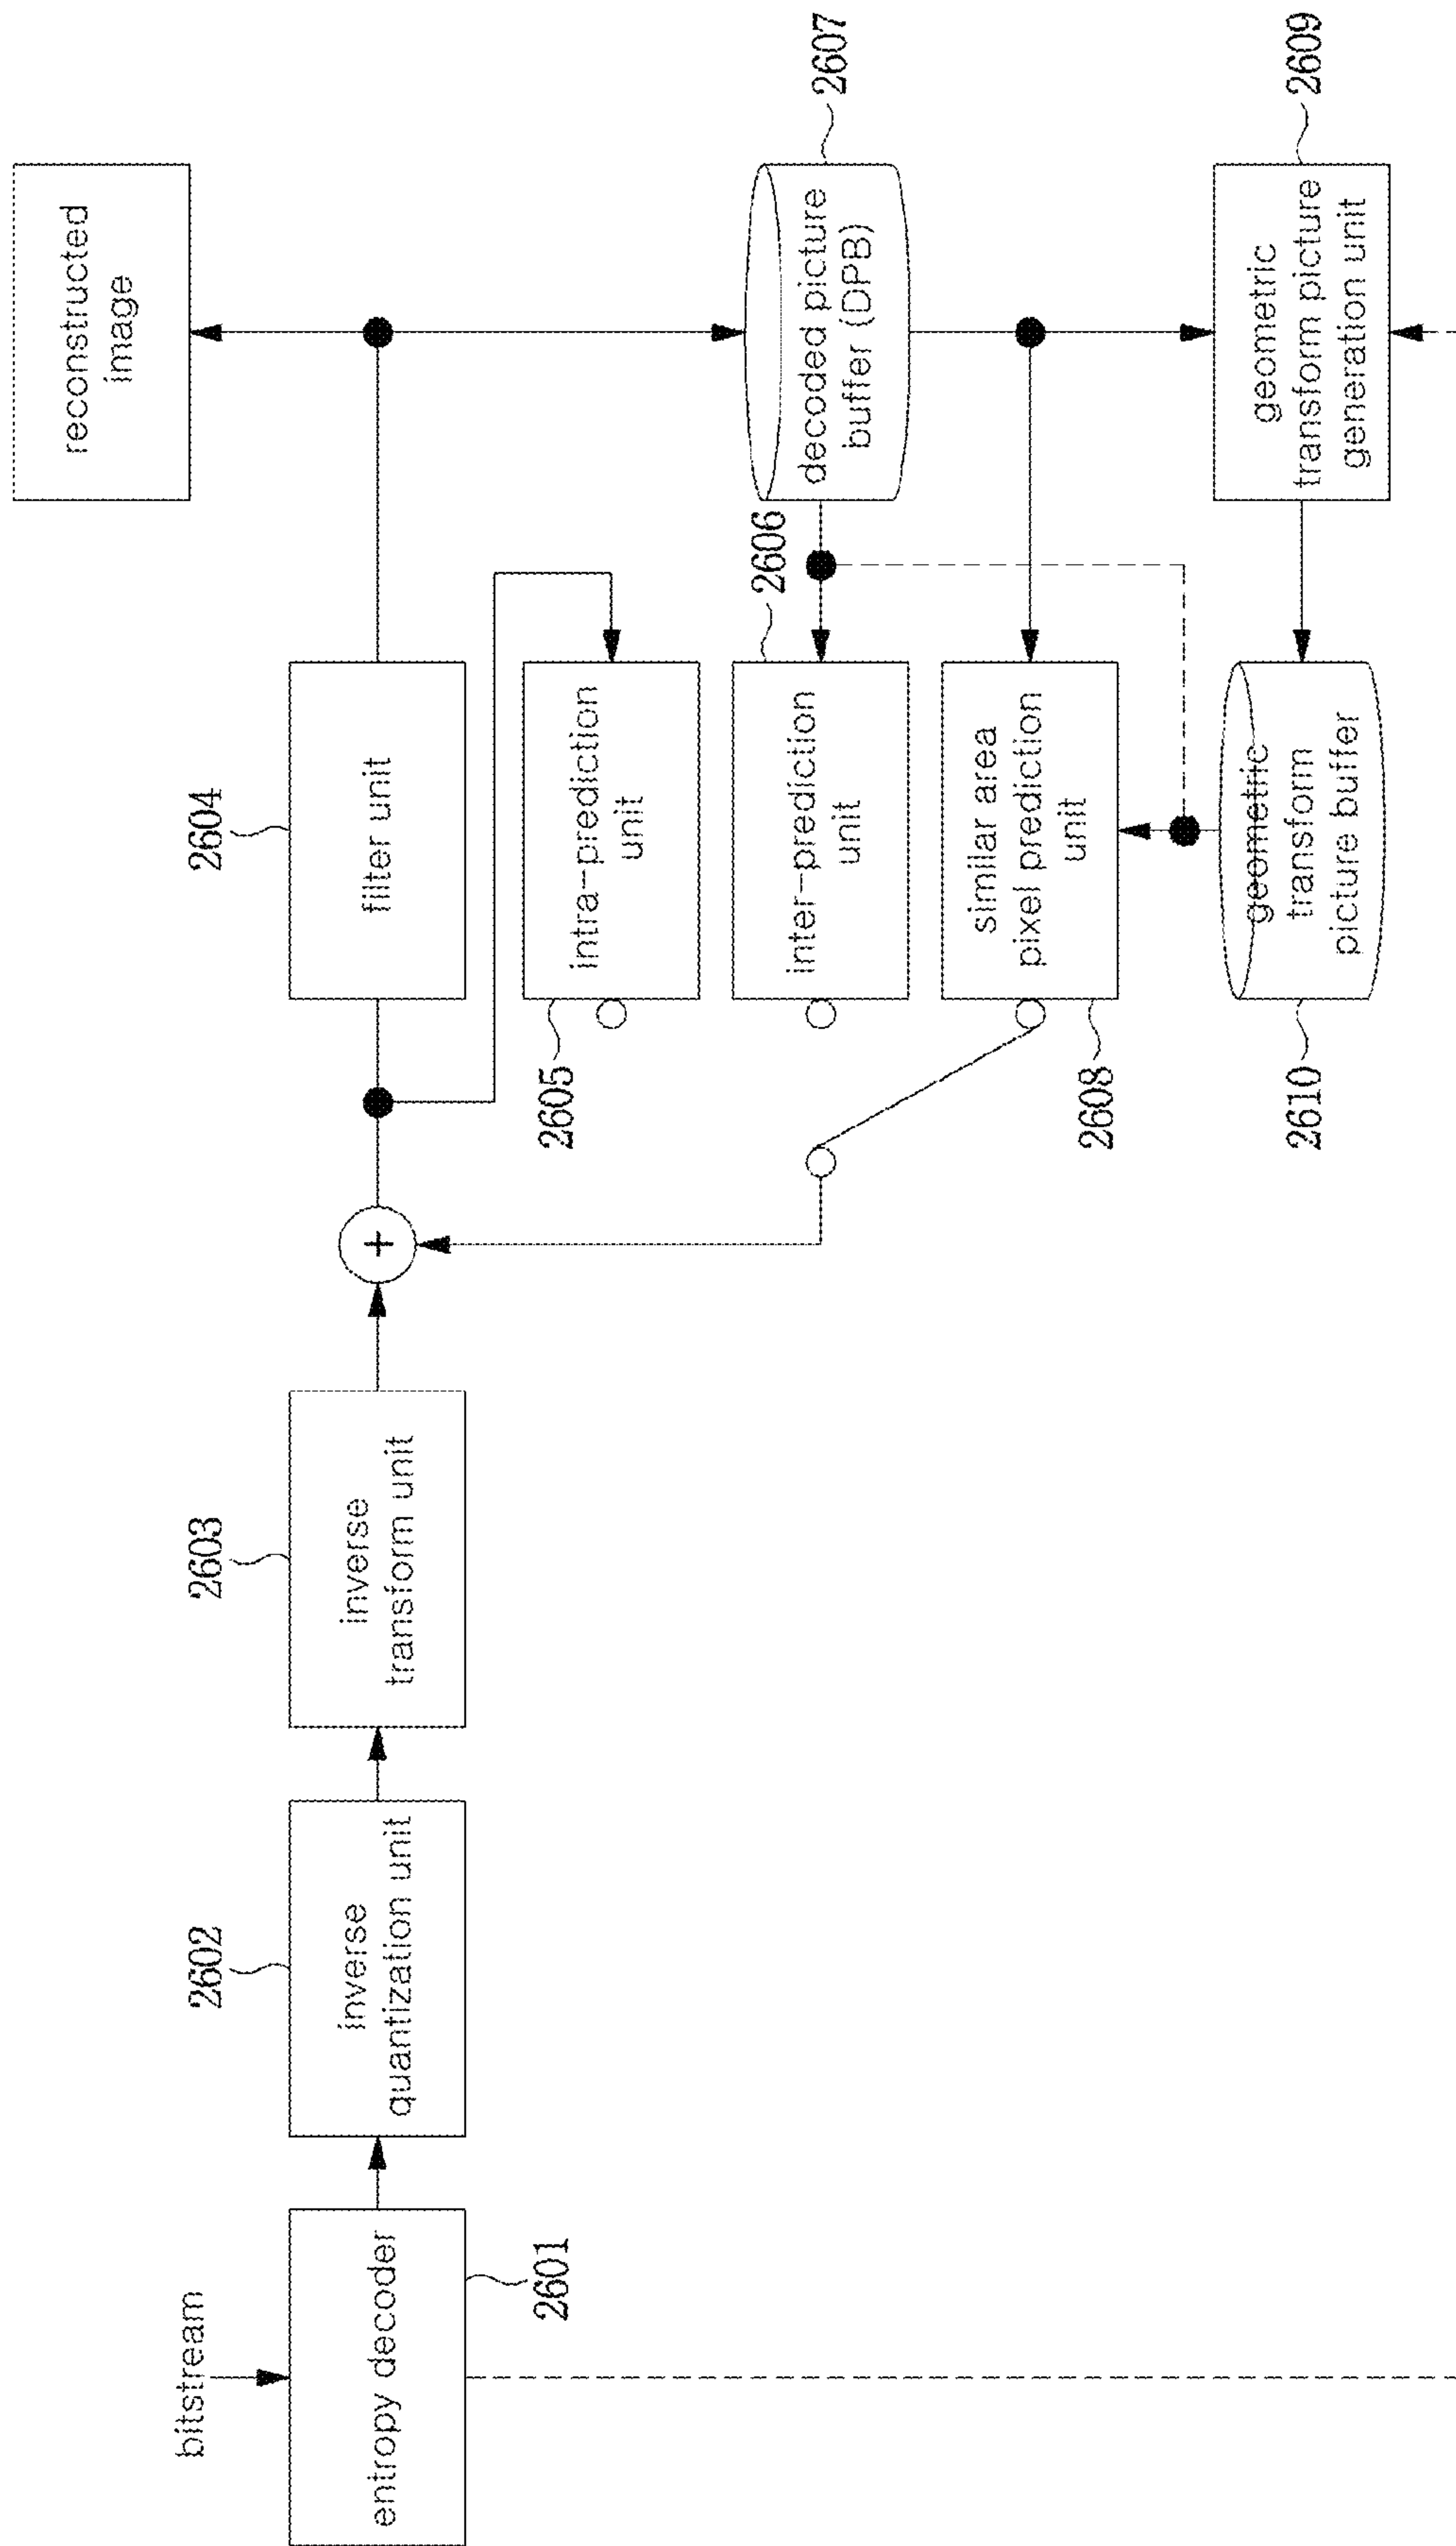 bitstream
entropy decoder
2601
inverse
quantization unit
2602
inverse
transform unit
2603
+
filter unit
2604
reconstructed
image
intra-prediction
unit
2605
inter-prediction
unit
2606
decoded picture
buffer (DPB)
2607
similar area
pixel prediction
unit
2608
geometric
transform picture
generation unit
2609
geometric
transform
picture buffer
2610